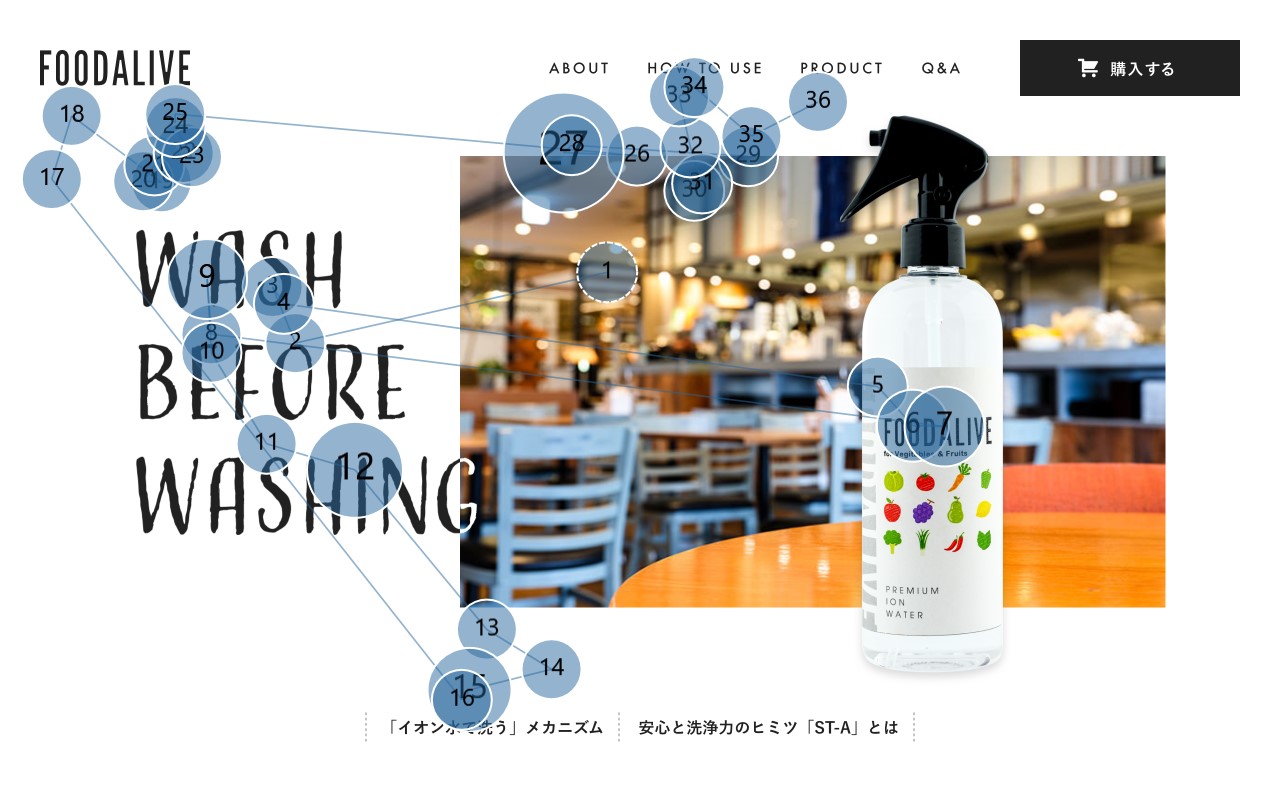 FOODALIVE
ABOUT HOW TO USE PRODUCT Q&A 購入する
18 25 24 23 2 20 19 17
27 28 26 32 33 34 35 29 36 30 31
WASH
9 3 4 1
BEFORE
8 10 2 5
WASHING
11 12
6 7
FOODALIVE
for Vegetables & Fruits
PREMIUM
ION
WATER
13
14
15
16
「イオン水で洗う」メカニズム 安心と洗浄力のヒミツ「ST-A」とは